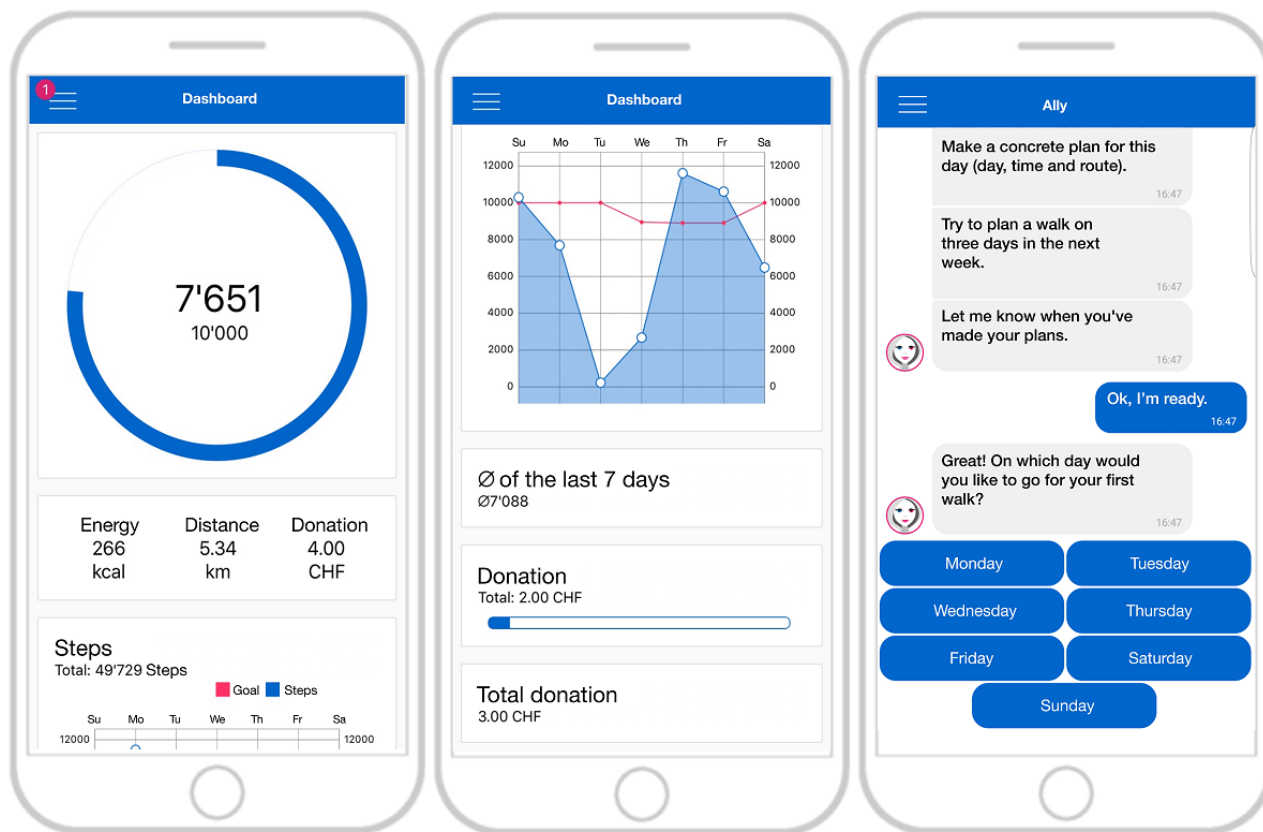 1
Dashboard
7'651
10'000
Energy
266
kcal
Distance
5.34
km
Donation
4.00
CHF
Steps
Total: 49'729 Steps
Goal Steps
Su Mo Tu We Th Fr Sa
12000 12000
Dashboard
Su Mo Tu We Th Fr Sa
12000 12000
10000 10000
8000 8000
6000 6000
4000 4000
2000 2000
0 0
Ø of the last 7 days
Ø7'088
Donation
Total: 2.00 CHF
Total donation
3.00 CHF
Ally
Make a concrete plan for this
day (day, time and route).
16:47
Try to plan a walk on
three days in the next
week.
16:47
Let me know when you've
made your plans.
16:47
Ok, I'm ready.
16:47
Great! On which day would
you like to go for your first
walk?
16:47
Monday Tuesday
Wednesday Thursday
Friday Saturday
Sunday